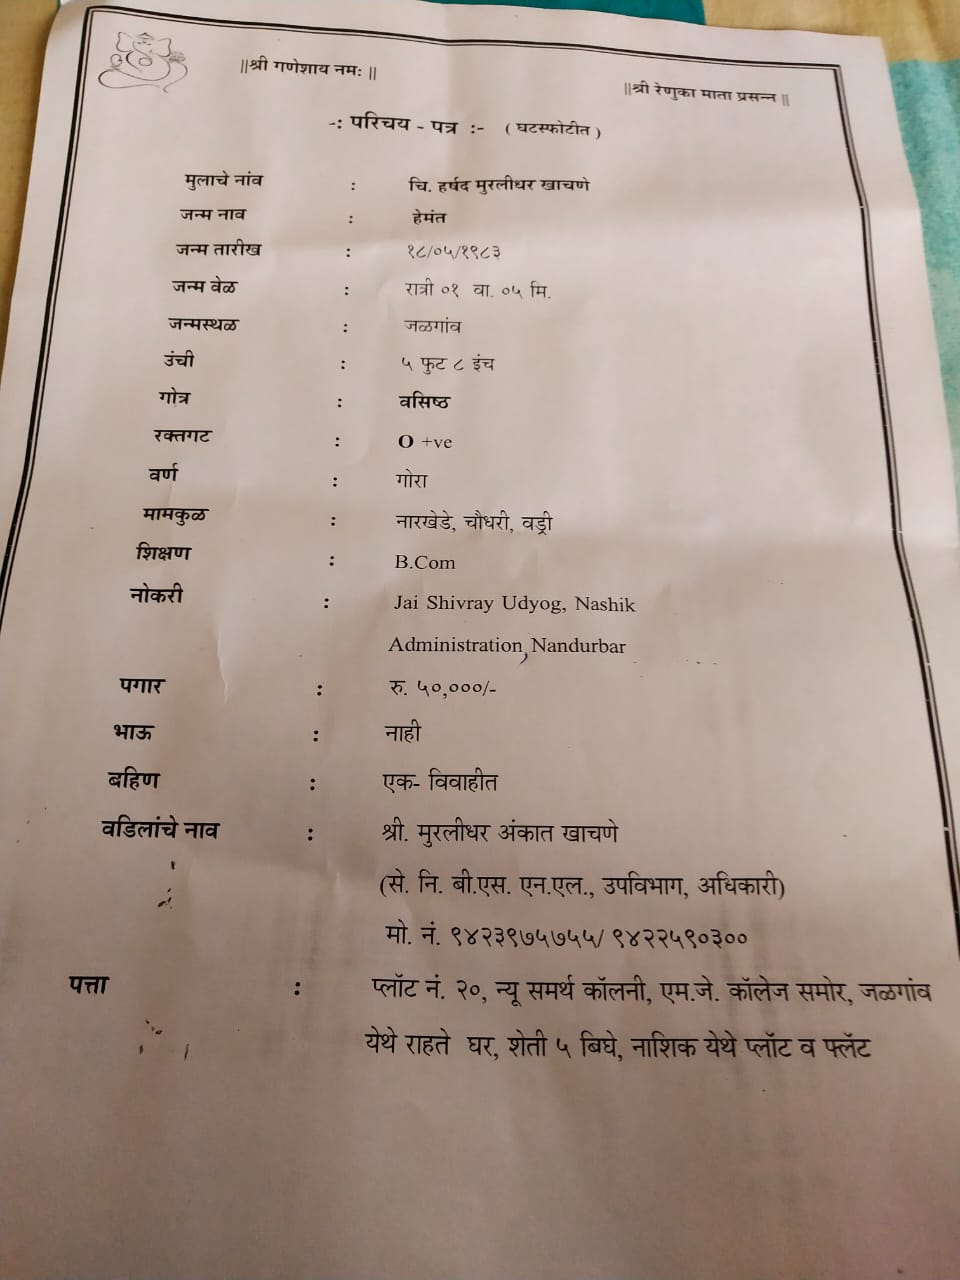 ||श्री गणेशाय नमः ||
||श्री रेणुका माता प्रसन्न ||
-: परिचय - पत्र :- ( घटस्फोटीत )
मुलाचे नांव : चि. हर्षद मुरलीधर खाचणे
जन्म नाव : हेमंत
जन्म तारीख : १८/०५/१९८३
जन्म वेळ : रात्री ०१ वा. ०५ मि.
जन्मस्थळ : जळगांव
उंची : ५ फुट ८ इंच
गोत्र : वसिष्ठ
रक्तगट : O +ve
वर्ण : गोरा
मामकुळ : नारखेडे, चौधरी, वड्री
शिक्षण : B.Com
नोकरी : Jai Shivray Udyog, Nashik
Administration, Nandurbar
पगार : रु. ५०,०००/-
भाऊ : नाही
बहिण : एक- विवाहीत
वडिलांचे नाव : श्री. मुरलीधर अंकात खाचणे
(से. नि. बी.एस. एन.एल., उपविभाग, अधिकारी)
मो. नं. ९४२३९७५७५५/ ९४२२५९०३००
पत्ता : प्लॉट नं. २०, न्यू समर्थ कॉलनी, एम.जे. कॉलेज समोर, जळगांव
येथे राहते घर, शेती ५ बिघे, नाशिक येथे प्लॉट व फ्लॅट